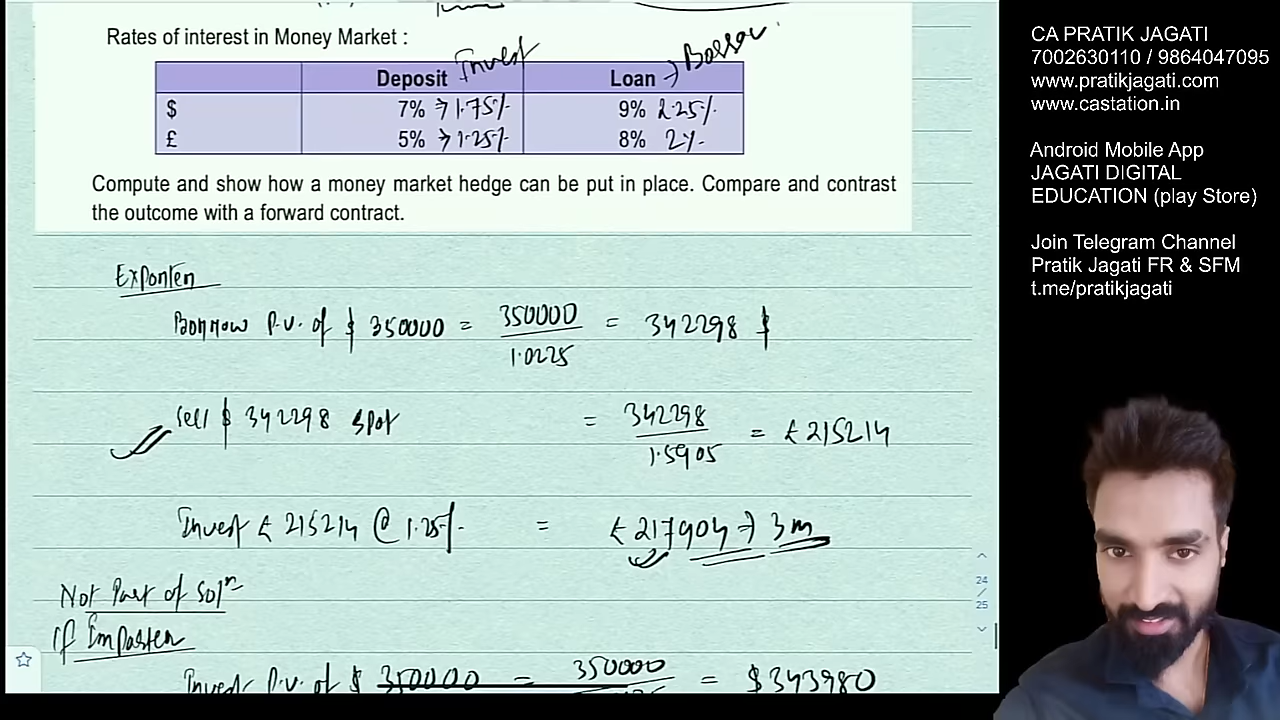 Rates of interest in Money Market :
Deposit Invest Loan → Borrow
$ 7% → 1.75% 9% 2.25%
£ 5% → 1.25% 8% 2%
Compute and show how a money market hedge can be put in place. Compare and contrast
the outcome with a forward contract.
Exporter
Borrow P.V. of $ 350000 = 350000 / 1.0225 = 342298 $
Sell $ 342298 spot = 342298 / 1.5905 = £ 215214
Invest £ 215214 @ 1.25% = £ 217904 → 3m
Not Part of Solⁿ
If Importer
Invest P.V. of $ 350000 = 350000 = $ 343980
24
/
25
CA PRATIK JAGATI
7002630110 / 9864047095
www.pratikjagati.com
www.castation.in
Android Mobile App
JAGATI DIGITAL
EDUCATION (play Store)
Join Telegram Channel
Pratik Jagati FR & SFM
t.me/pratikjagati